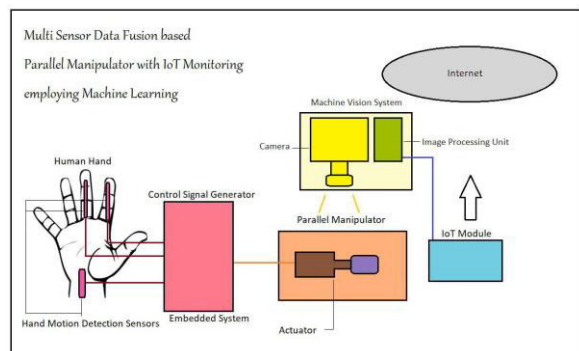 Multi Sensor Data Fusion based
Parallel Manipulator with IoT Monitoring
employing Machine Learning
Internet
Machine Vision System
Camera
Image Processing Unit
Human Hand
Control Signal Generator
Parallel Manipulator
IoT Module
Hand Motion Detection Sensors
Embedded System
Actuator